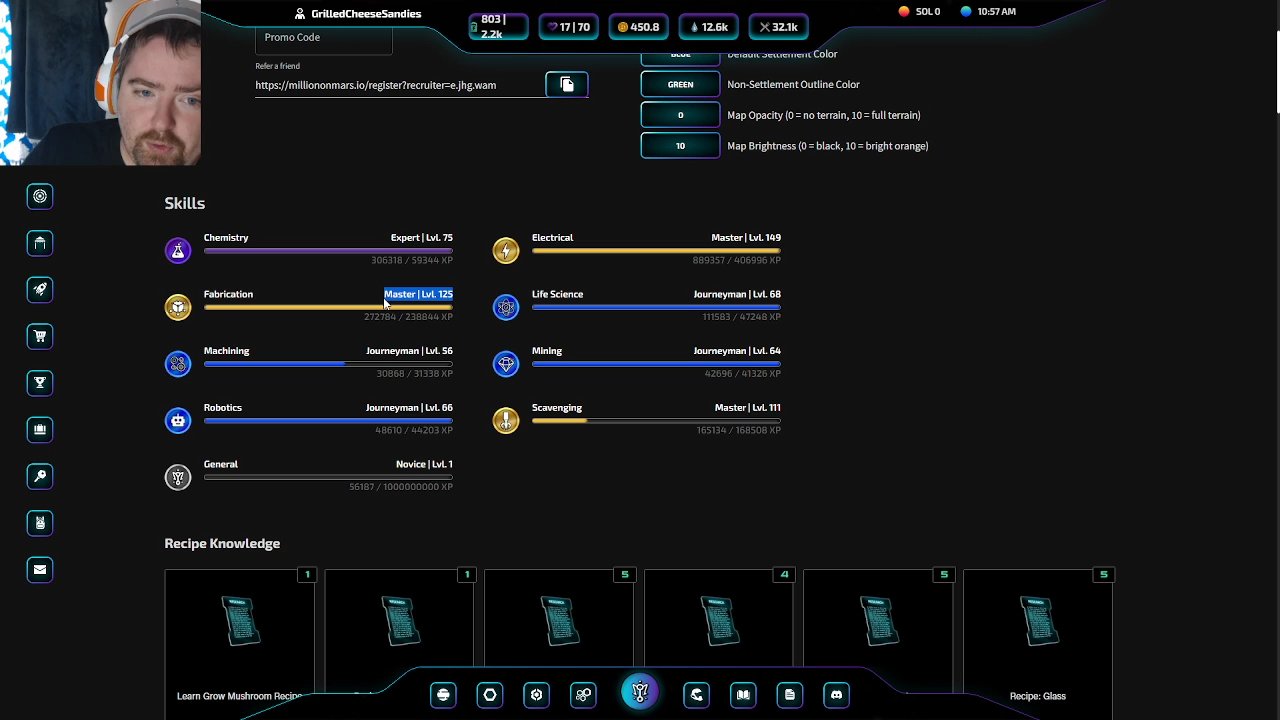 GrilledCheeseSandies
803 |
2.2k
17 | 70
450.8
12.6k
32.1k
SOL 0
10:57 AM
Promo Code
Refer a friend
https://milliononmars.io/register?recruiter=e.jhg.wam
BLUE
Default Settlement Color
GREEN
Non-Settlement Outline Color
0
Map Opacity (0 = no terrain, 10 = full terrain)
10
Map Brightness (0 = black, 10 = bright orange)
Skills
Chemistry
Expert | Lvl. 75
306318 / 59344 XP
Electrical
Master | Lvl. 149
889357 / 406996 XP
Fabrication
Master | Lvl. 125
272784 / 238844 XP
Life Science
Journeyman | Lvl. 68
111583 / 47248 XP
Machining
Journeyman | Lvl. 56
30868 / 31338 XP
Mining
Journeyman | Lvl. 64
42696 / 41326 XP
Robotics
Journeyman | Lvl. 66
48610 / 44203 XP
Scavenging
Master | Lvl. 111
165134 / 168508 XP
General
Novice | Lvl. 1
56187 / 1000000000 XP
Recipe Knowledge
1
1
5
4
5
5
Learn Grow Mushroom Recipe
Recipe: Glass